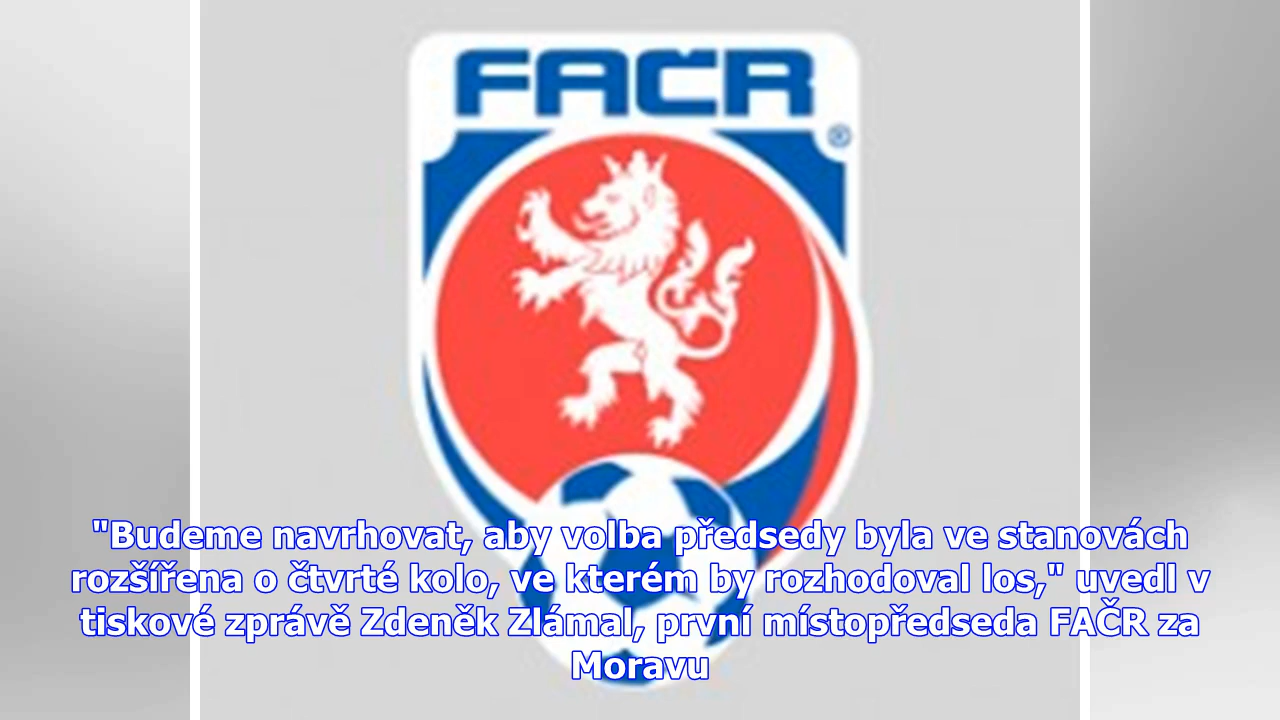 FAČR
®
"Budeme navrhovat, aby volba předsedy byla ve stanovách
rozšířena o čtvrté kolo, ve kterém by rozhodoval los," uvedl v
tiskové zprávě Zdeněk Zlámal, první místopředseda FAČR za
Moravu